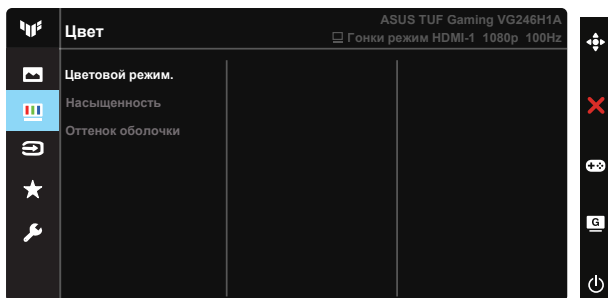 ASUS TUF Gaming VG246H1A
Цвет
Гонки режим HDMI-1 1080p 100Hz
Цветовой режим.
Насыщенность
Оттенок оболочки
G